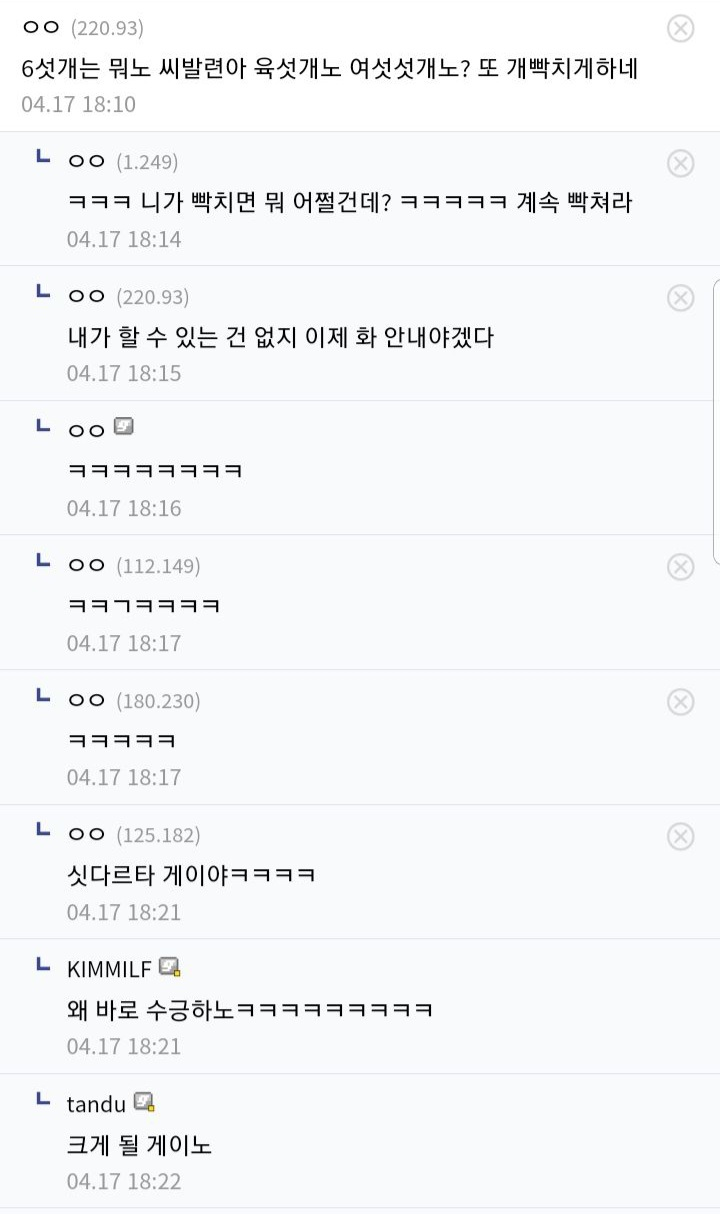 ㅇㅇ (220.93)
6섯개는 뭐노 씨발련아 육섯개노 여섯섯개노? 또 개빡치게하네
04.17 18:10
ㅇㅇ (1.249)
ㅋㅋㅋ 니가 빡치면 뭐 어쩔건데? ㅋㅋㅋㅋㅋ 계속 빡쳐라
04.17 18:14
ㅇㅇ (220.93)
내가 할 수 있는 건 없지 이제 화 안내야겠다
04.17 18:15
ㅇㅇ
ㅋㅋㅋㅋㅋㅋㅋㅋ
04.17 18:16
ㅇㅇ (112.149)
ㅋㅋㄱㅋㅋㅋㅋ
04.17 18:17
ㅇㅇ (180.230)
ㅋㅋㅋㅋㅋ
04.17 18:17
ㅇㅇ (125.182)
싯다르타 게이야ㅋㅋㅋㅋ
04.17 18:21
KIMMILF
왜 바로 수긍하노ㅋㅋㅋㅋㅋㅋㅋㅋㅋ
04.17 18:21
tandu
크게 될 게이노
04.17 18:22